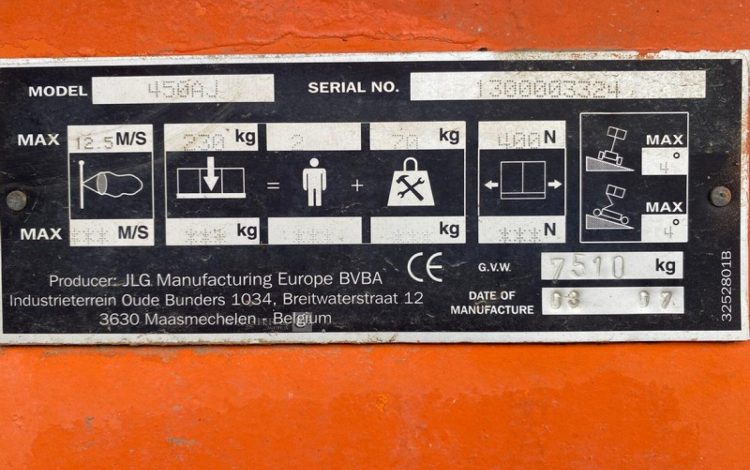 MODEL 450AJ SERIAL NO. 1300003324
MAX 12.5 M/S 230 kg 2 70 kg 400 N
= +
MAX 4°
MAX 4°
MAX *** M/S *** kg *** *** kg *** N
Producer: JLG Manufacturing Europe BVBA
Industrieterrein Oude Bunders 1034, Breitwaterstraat 12
3630 Maasmechelen - Belgium
CE
G.V.W. 7510 kg
DATE OF
MANUFACTURE 03 07
3252801B